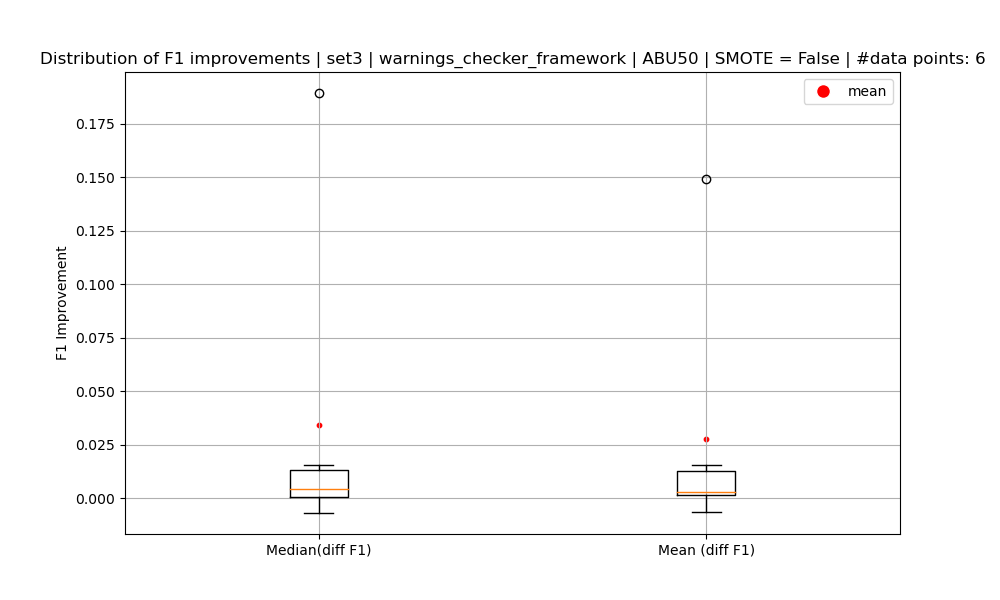 Distribution of F1 improvements | set3 | warnings_checker_framework | ABU50 | SMOTE = False | #data points: 6
mean
0.175
0.150
0.125
0.100
0.075
0.050
0.025
0.000
F1 Improvement
Median(diff F1)
Mean (diff F1)